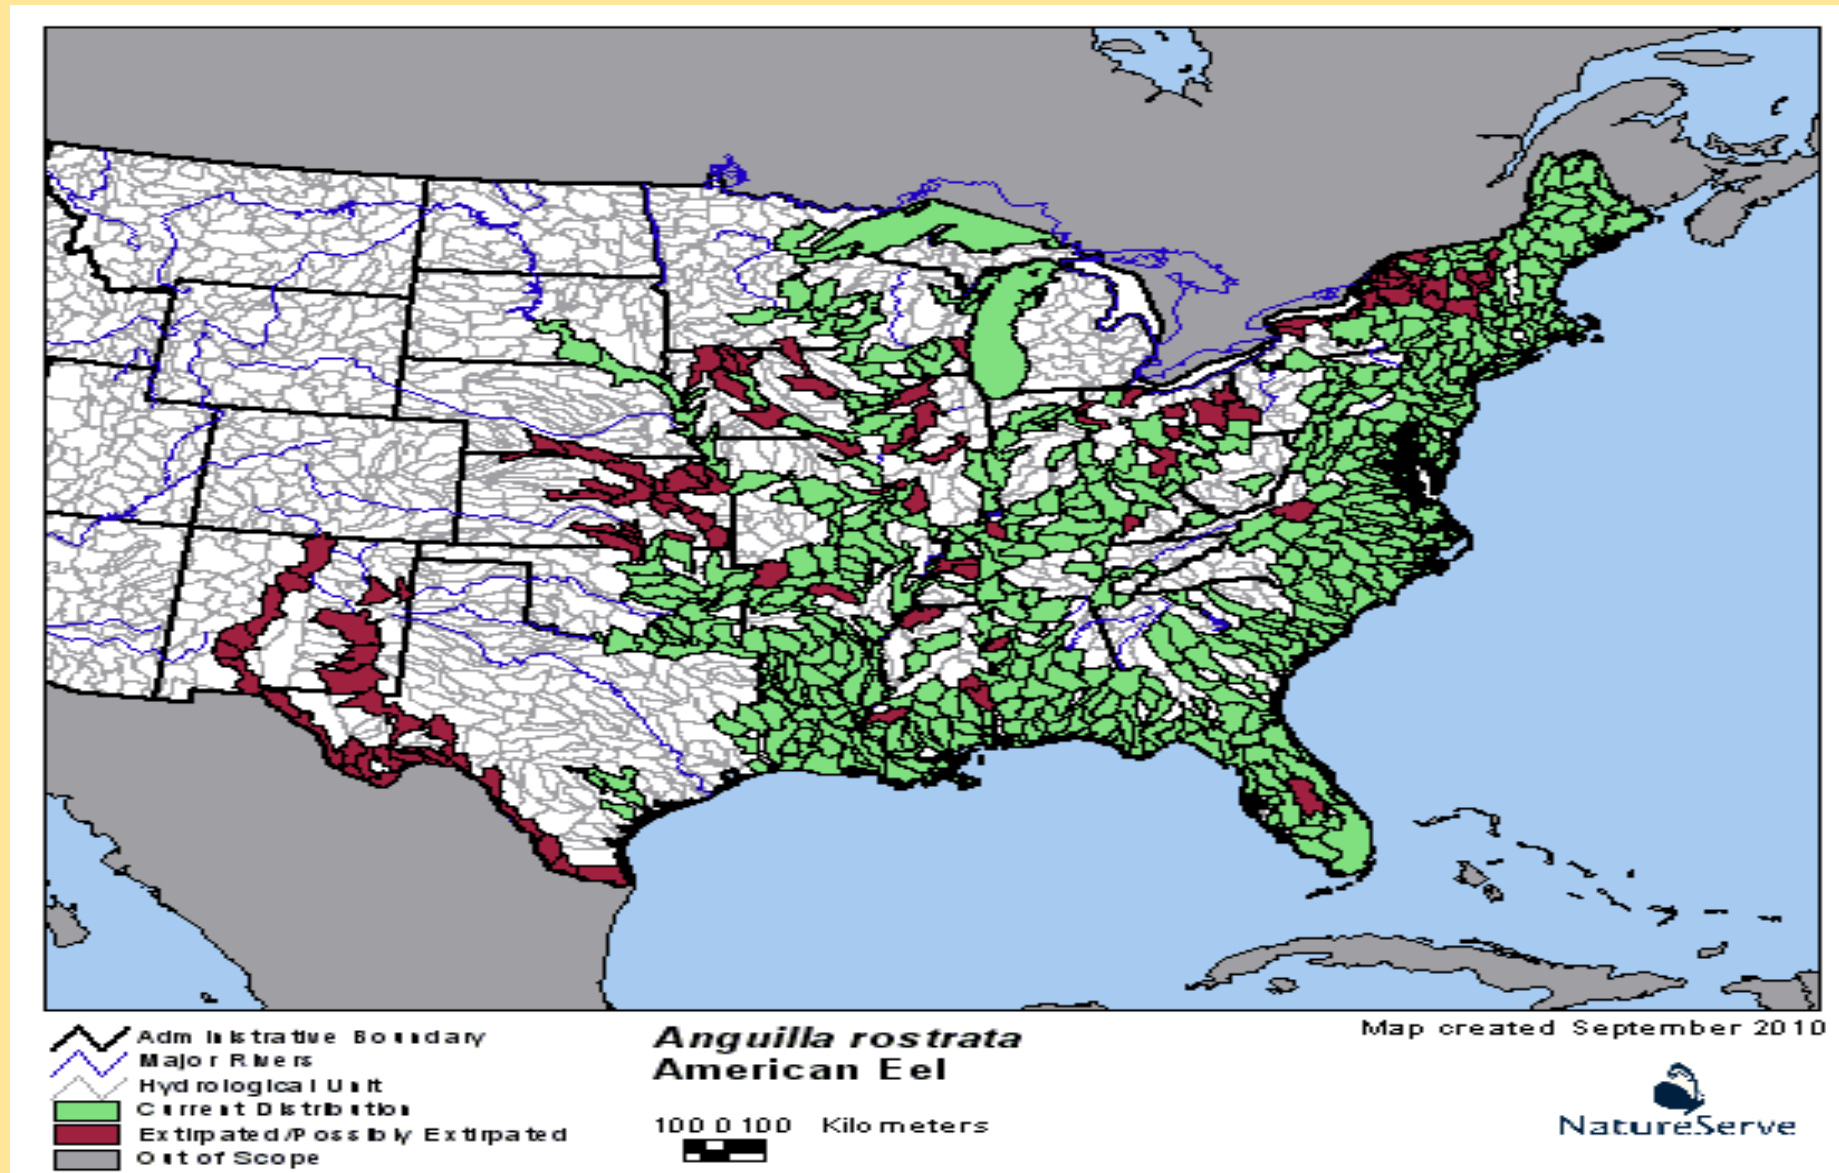 Administrative Boundary
Major Rivers
Hydrological Unit
Current Distribution
Extirpated/Possibly Extirpated
Out of Scope
Anguilla rostrata
American Eel
100 0 100 Kilometers
Map created September 2010
NatureServe